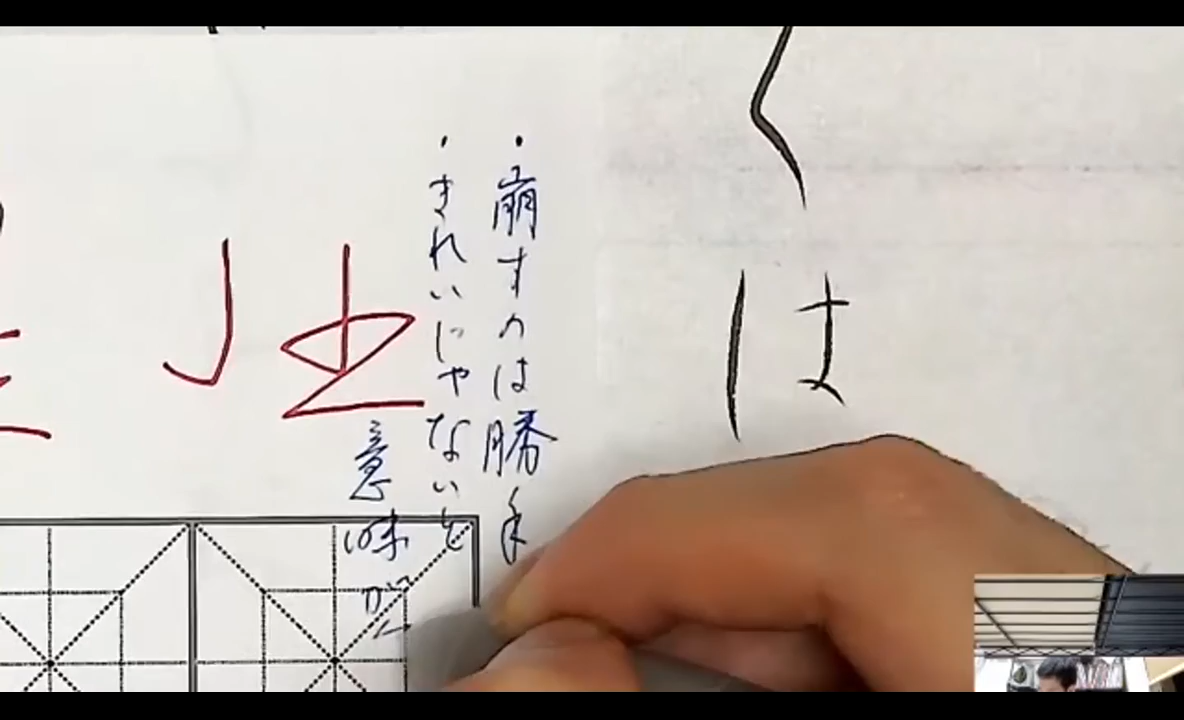 くは
・崩すのは勝手
・きれいじゃないと
意味が